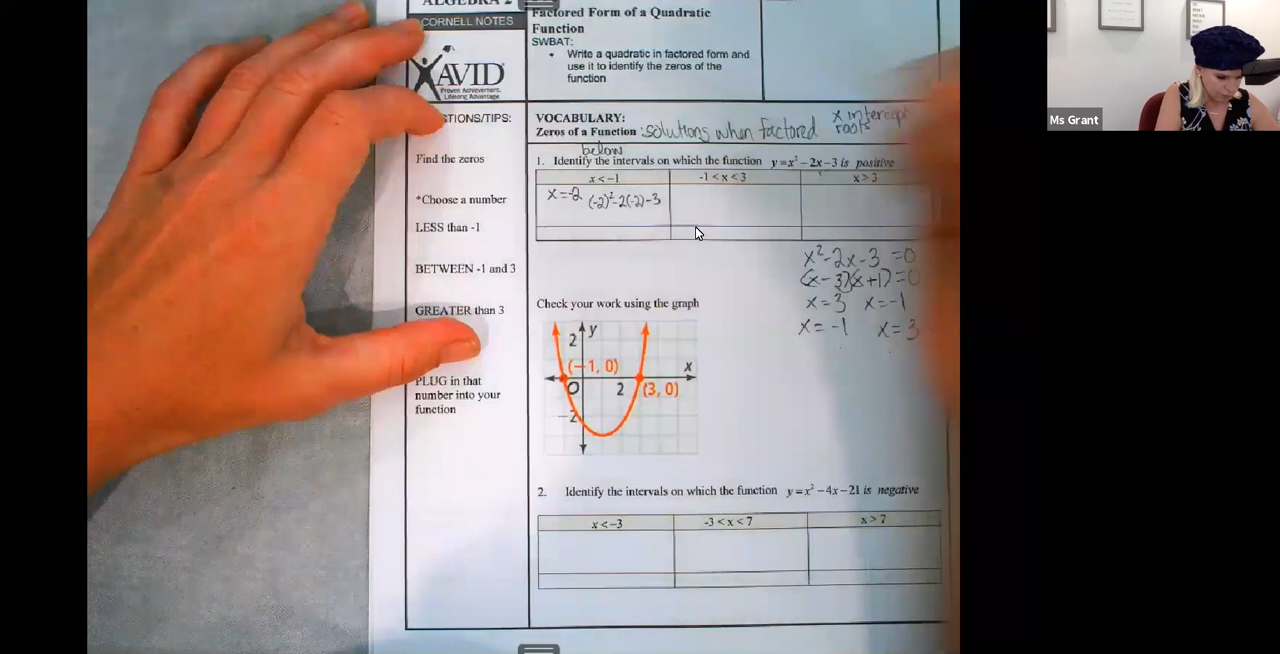 ALGEBRA 2
CORNELL NOTES
AVID
Proven Achievement.
Lifelong Advantage.
Factored Form of a Quadratic
Function
SWBAT:
• Write a quadratic in factored form and
use it to identify the zeros of the
function
Ms Grant
STIONS/TIPS:
Find the zeros
*Choose a number
LESS than -1
BETWEEN -1 and 3
GREATER than 3
PLUG in that
number into your
function
VOCABULARY:
Zeros of a Function : solutions when factored
x intercept
roots
below
1. Identify the intervals on which the function y = x² – 2x – 3 is positive
x < –1
-1 < x < 3
x > 3
x=-2 (-2)²-2(-2)-3
x²-2x-3=0
(x-3)(x+1)=0
x=3 x=-1
x=-1 x=3
Check your work using the graph
2 y
(−1, 0) x
O 2 (3, 0)
−2
2. Identify the intervals on which the function y = x² – 4x – 21 is negative
x < –3
-3 < x < 7
x > 7